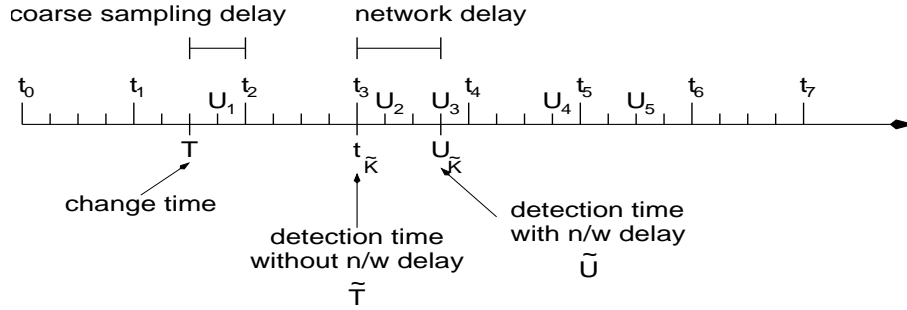 coarse sampling delay network delay
t0 t1 U1 t2 t3 U2 U3 t4 U4 t5 U5 t6 t7
T tK̃ UK̃
change time
detection time
without n/w delay
T̃
detection time
with n/w delay
Ũ